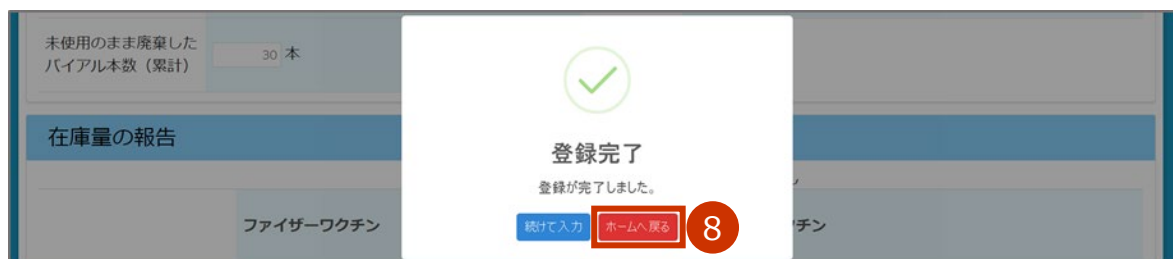 未使用のまま廃棄した
バイアル本数（累計）
30 本
在庫量の報告
ファイザーワクチン
チン
登録完了
登録が完了しました。
続けて入力
ホームへ戻る
8